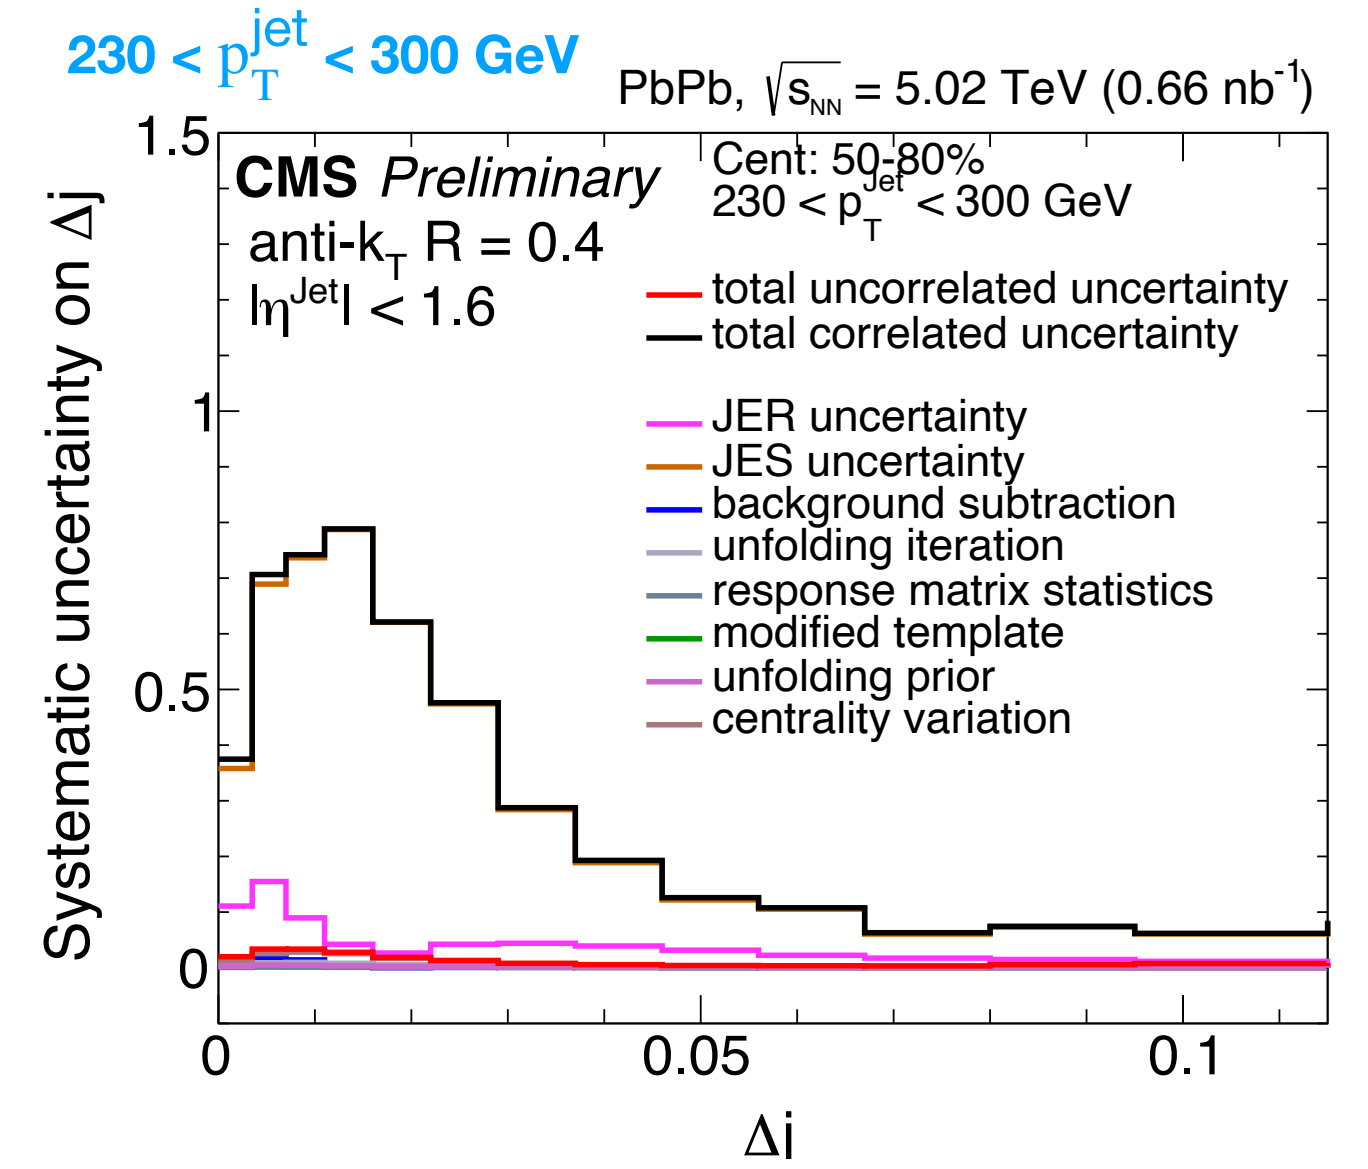 230 < p_T^jet < 300 GeV
PbPb, √s_NN = 5.02 TeV (0.66 nb⁻¹)
CMS Preliminary
anti-k_T R = 0.4
|η^Jet| < 1.6
Cent: 50-80%
230 < p_T^Jet < 300 GeV
total uncorrelated uncertainty
total correlated uncertainty
JER uncertainty
JES uncertainty
background subtraction
unfolding iteration
response matrix statistics
modified template
unfolding prior
centrality variation
Systematic uncertainty on Δj
1.5
1
0.5
0
0 0.05 0.1
Δj